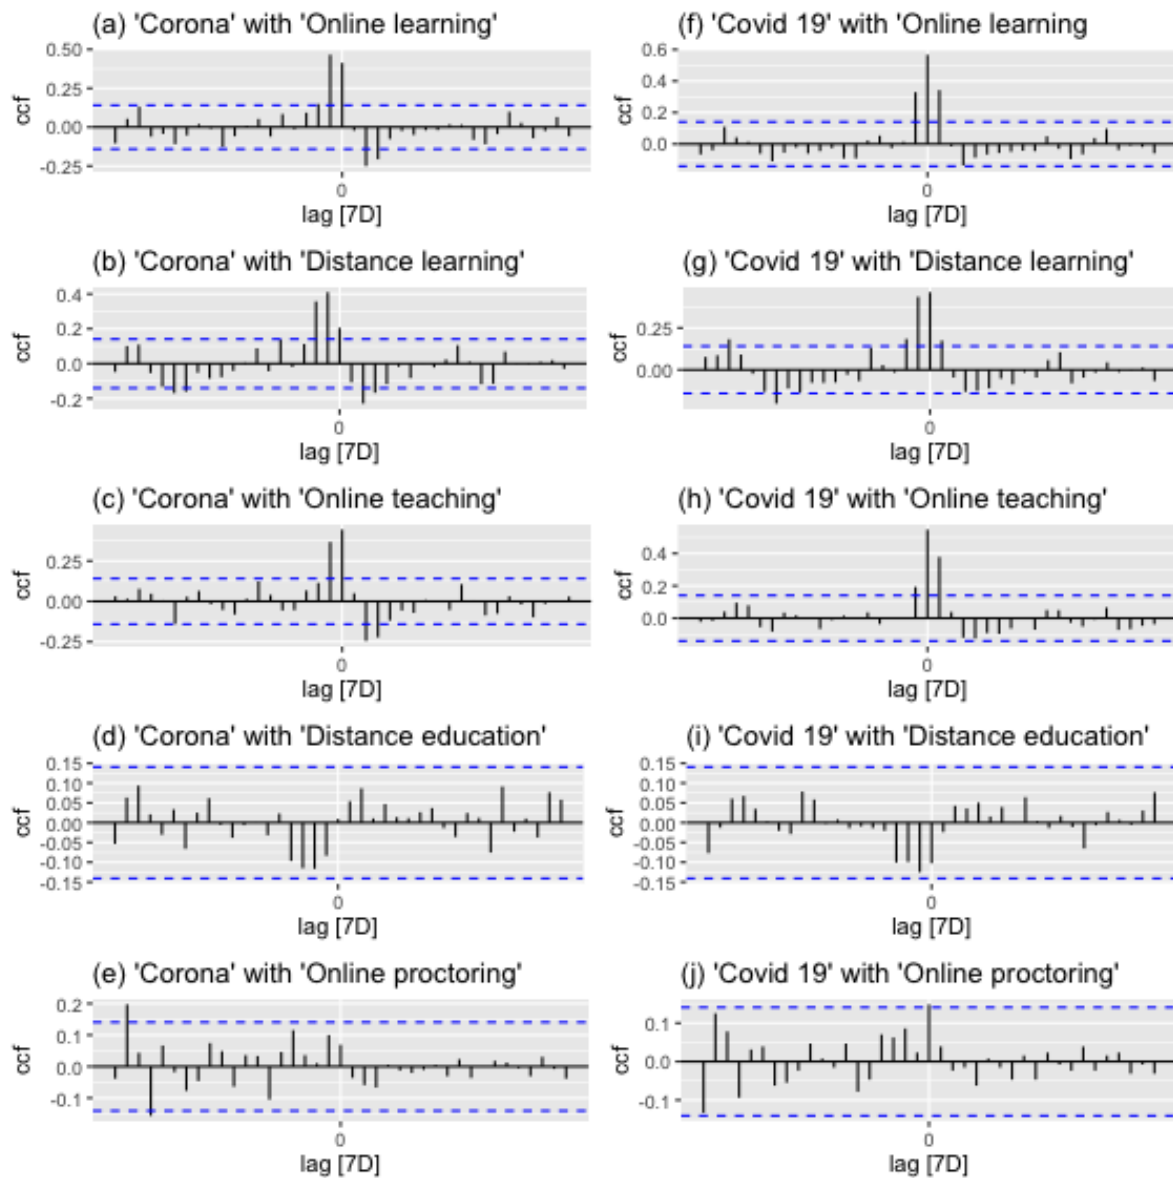 (a) 'Corona' with 'Online learning'
0.50
0.25
0.00
-0.25
ccf
0
lag [7D]
(f) 'Covid 19' with 'Online learning
0.6
0.4
0.2
0.0
ccf
0
lag [7D]
(b) 'Corona' with 'Distance learning'
0.4
0.2
0.0
-0.2
ccf
0
lag [7D]
(g) 'Covid 19' with 'Distance learning'
0.25
0.00
ccf
0
lag [7D]
(c) 'Corona' with 'Online teaching'
0.25
0.00
-0.25
ccf
0
lag [7D]
(h) 'Covid 19' with 'Online teaching'
0.4
0.2
0.0
ccf
0
lag [7D]
(d) 'Corona' with 'Distance education'
0.15
0.10
0.05
0.00
-0.05
-0.10
-0.15
ccf
0
lag [7D]
(i) 'Covid 19' with 'Distance education'
0.15
0.10
0.05
0.00
-0.05
-0.10
-0.15
ccf
0
lag [7D]
(e) 'Corona' with 'Online proctoring'
0.2
0.1
0.0
-0.1
ccf
0
lag [7D]
(j) 'Covid 19' with 'Online proctoring'
0.1
0.0
-0.1
ccf
0
lag [7D]